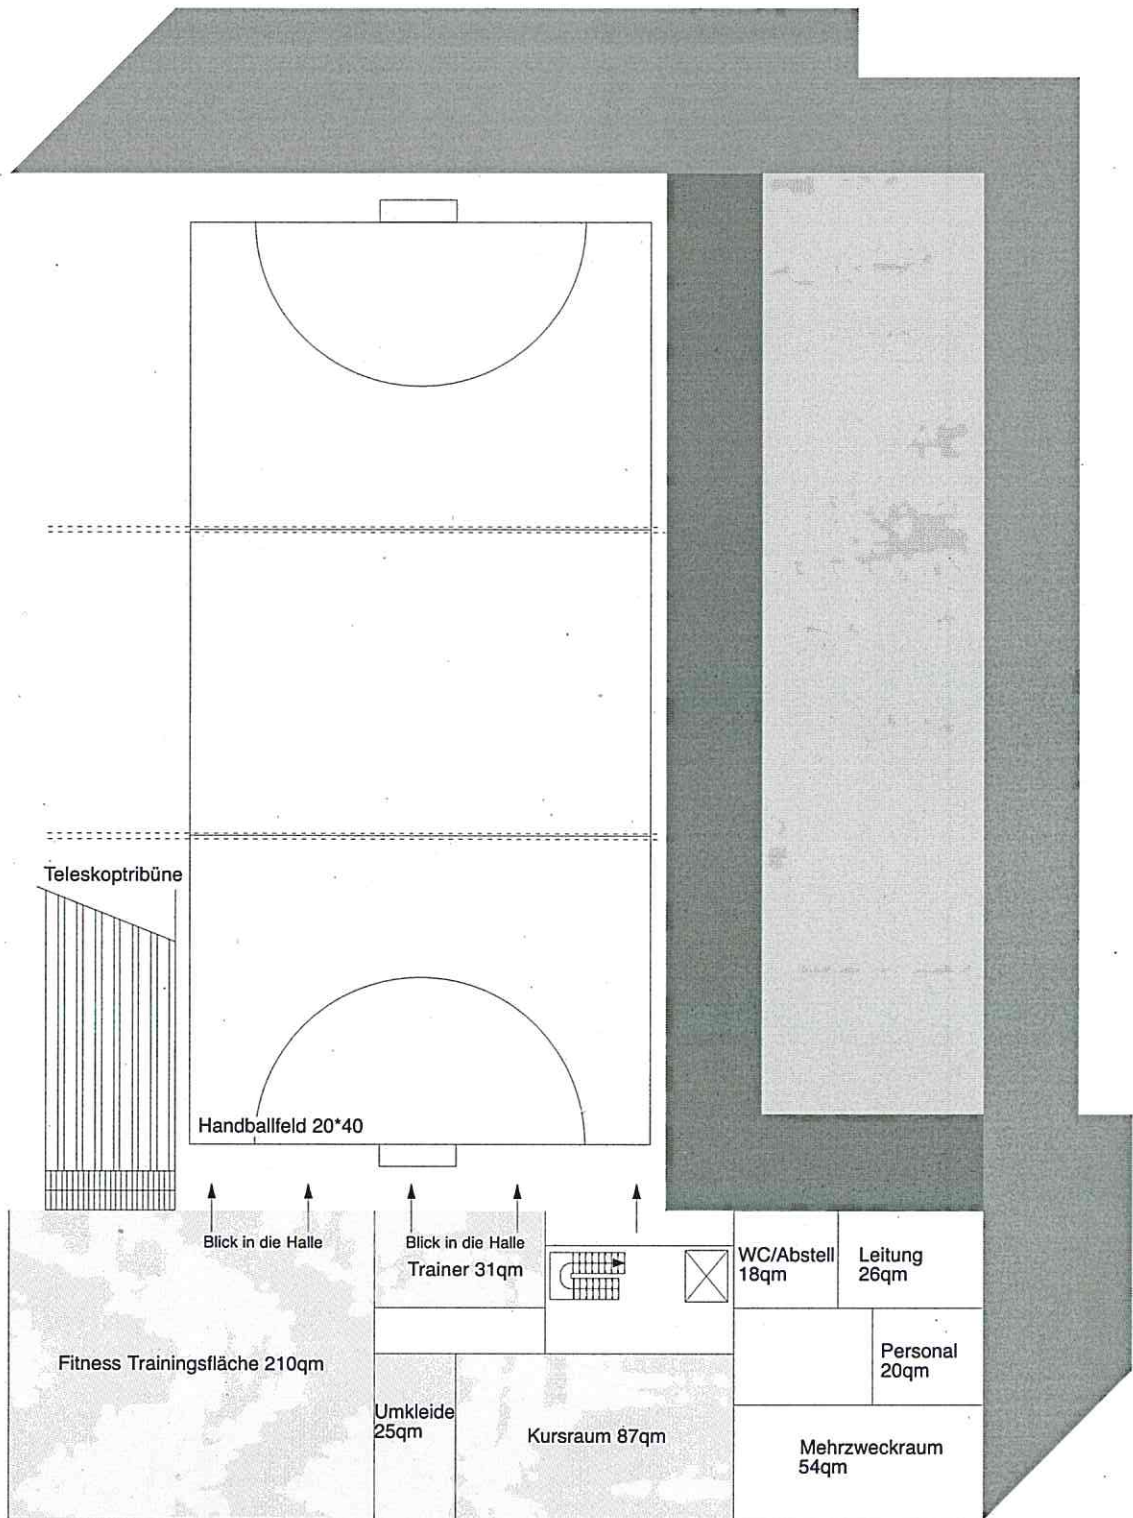 Teleskoptribüne
Handballfeld 20*40
Blick in die Halle
Blick in die Halle
Trainer 31qm
WC/Abstell
18qm
Leitung
26qm
Fitness Trainingsfläche 210qm
Personal
20qm
Umkleide
25qm
Kursraum 87qm
Mehrzweckraum
54qm